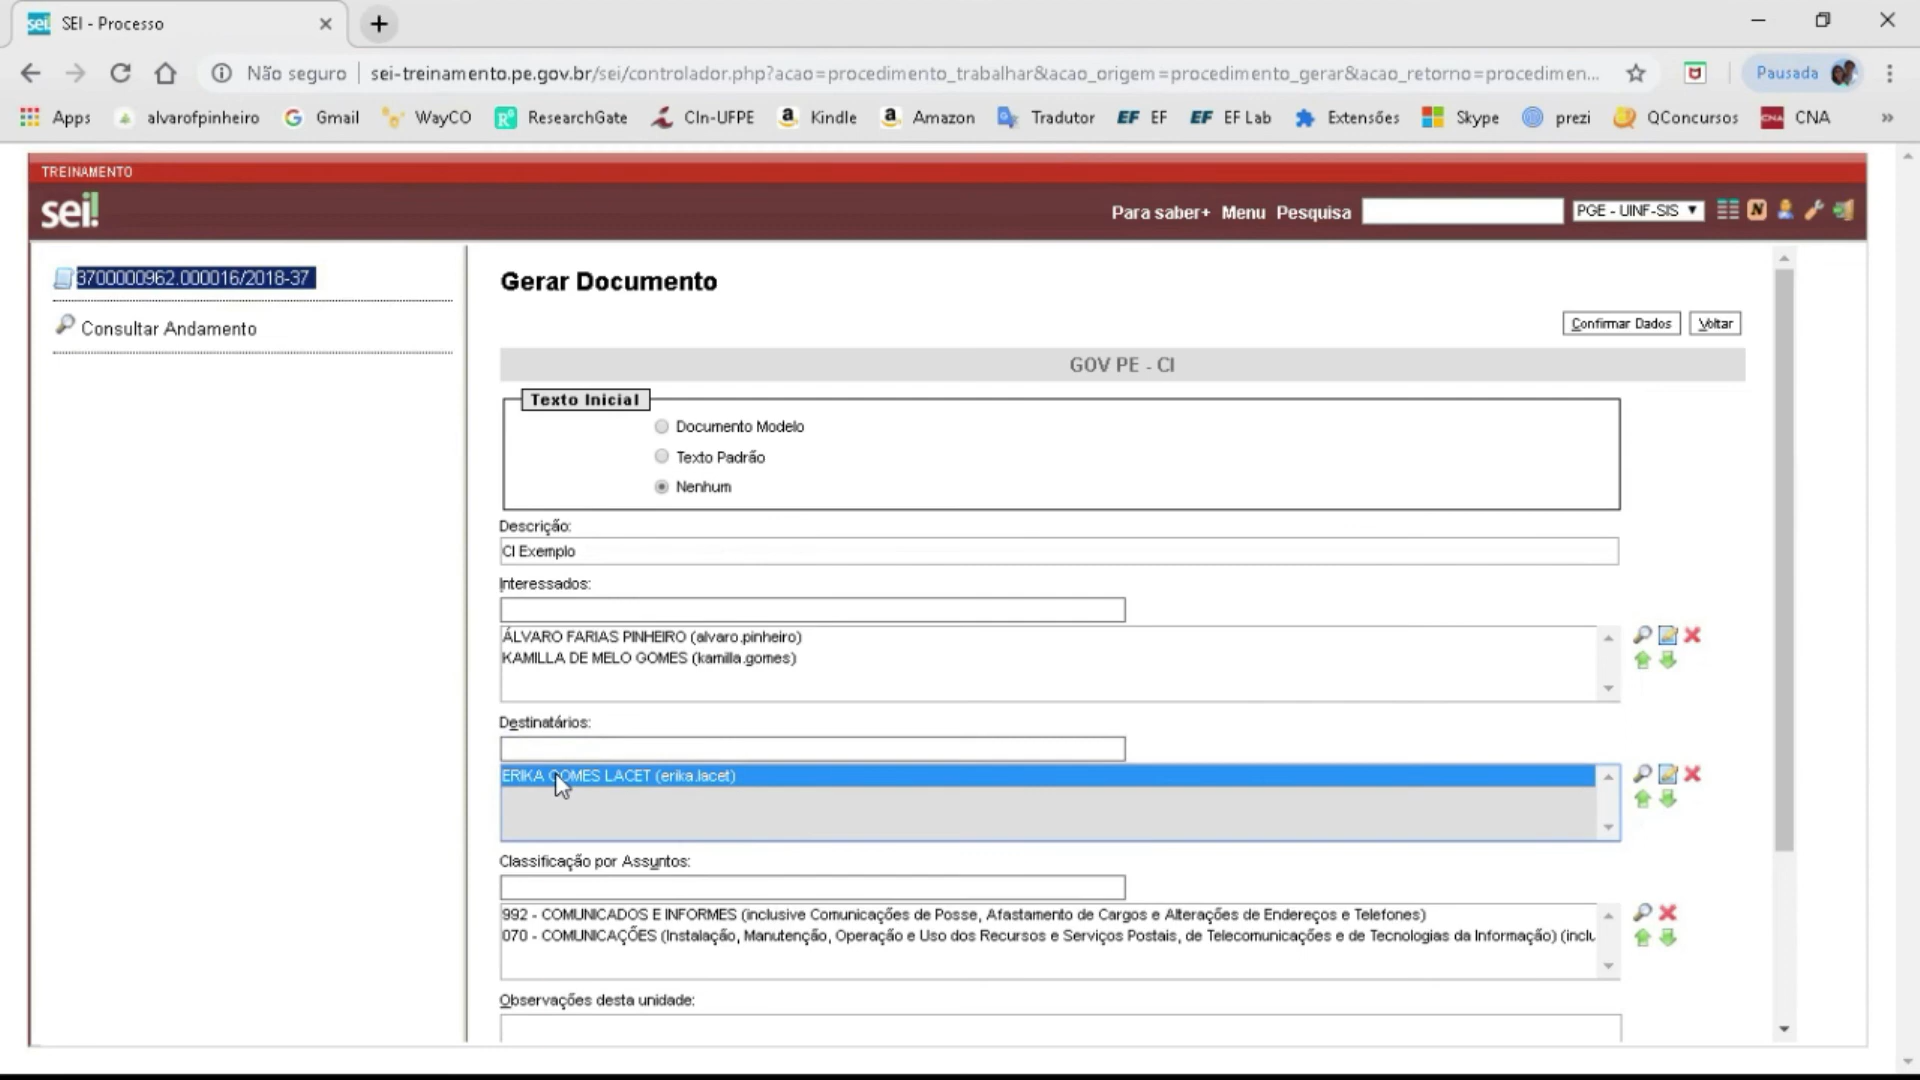 SEI - Processo
Não seguro
sei-treinamento.pe.gov.br/sei/controlador.php?acao=procedimento_trabalhar&acao_origem=procedimento_gerar&acao_retorno=procedimen...
Pausada
Apps
alvarofpinheiro
Gmail
WayCO
ResearchGate
CIn-UFPE
Kindle
Amazon
Tradutor
EF EF
EF EF Lab
Extensões
Skype
prezi
QConcursos
CNA
TREINAMENTO
sei!
Para saber+ Menu Pesquisa
PGE - UINF-SIS
3700000962.000016/2018-37
Consultar Andamento
Gerar Documento
Confirmar Dados
Voltar
GOV PE - CI
Texto Inicial
Documento Modelo
Texto Padrão
Nenhum
Descrição:
CI Exemplo
Interessados:
ÁLVARO FARIAS PINHEIRO (alvaro.pinheiro)
KAMILLA DE MELO GOMES (kamilla.gomes)
Destinatários:
ERIKA GOMES LACET (erika.lacet)
Classificação por Assuntos:
992 - COMUNICADOS E INFORMES (inclusive Comunicações de Posse, Afastamento de Cargos e Alterações de Endereços e Telefones)
070 - COMUNICAÇÕES (Instalação, Manutenção, Operação e Uso dos Recursos e Serviços Postais, de Telecomunicações e de Tecnologias da Informação) (inclu
Observações desta unidade: